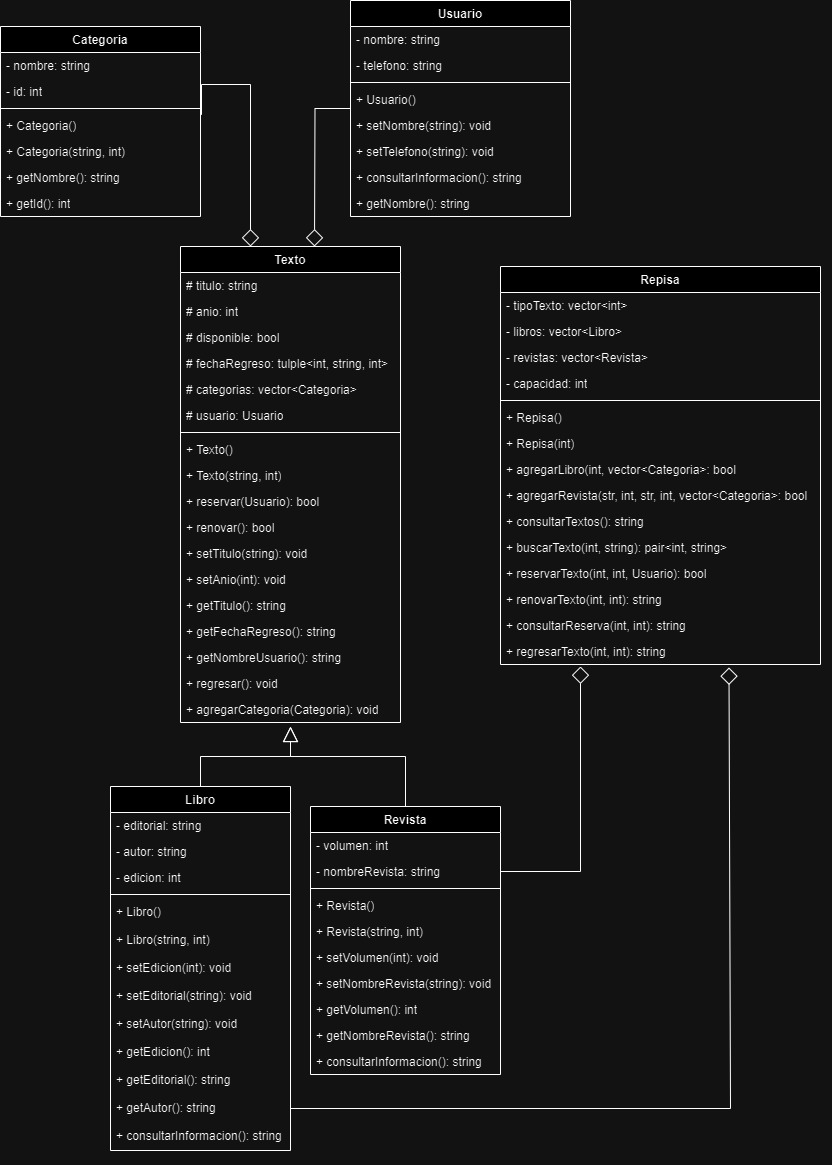 Categoria
- nombre: string
- id: int
+ Categoria()
+ Categoria(string, int)
+ getNombre(): string
+ getId(): int
Usuario
- nombre: string
- telefono: string
+ Usuario()
+ setNombre(string): void
+ setTelefono(string): void
+ consultarInformacion(): string
+ getNombre(): string
Texto
# titulo: string
# anio: int
# disponible: bool
# fechaRegreso: tulple<int, string, int>
# categorias: vector<Categoria>
# usuario: Usuario
+ Texto()
+ Texto(string, int)
+ reservar(Usuario): bool
+ renovar(): bool
+ setTitulo(string): void
+ setAnio(int): void
+ getTitulo(): string
+ getFechaRegreso(): string
+ getNombreUsuario(): string
+ regresar(): void
+ agregarCategoria(Categoria): void
Repisa
- tipoTexto: vector<int>
- libros: vector<Libro>
- revistas: vector<Revista>
- capacidad: int
+ Repisa()
+ Repisa(int)
+ agregarLibro(int, vector<Categoria>: bool
+ agregarRevista(str, int, str, int, vector<Categoria>: bool
+ consultarTextos(): string
+ buscarTexto(int, string): pair<int, string>
+ reservarTexto(int, int, Usuario): bool
+ renovarTexto(int, int): string
+ consultarReserva(int, int): string
+ regresarTexto(int, int): string
Libro
- editorial: string
- autor: string
- edicion: int
+ Libro()
+ Libro(string, int)
+ setEdicion(int): void
+ setEditorial(string): void
+ setAutor(string): void
+ getEdicion(): int
+ getEditorial(): string
+ getAutor(): string
+ consultarInformacion(): string
Revista
- volumen: int
- nombreRevista: string
+ Revista()
+ Revista(string, int)
+ setVolumen(int): void
+ setNombreRevista(string): void
+ getVolumen(): int
+ getNombreRevista(): string
+ consultarInformacion(): string